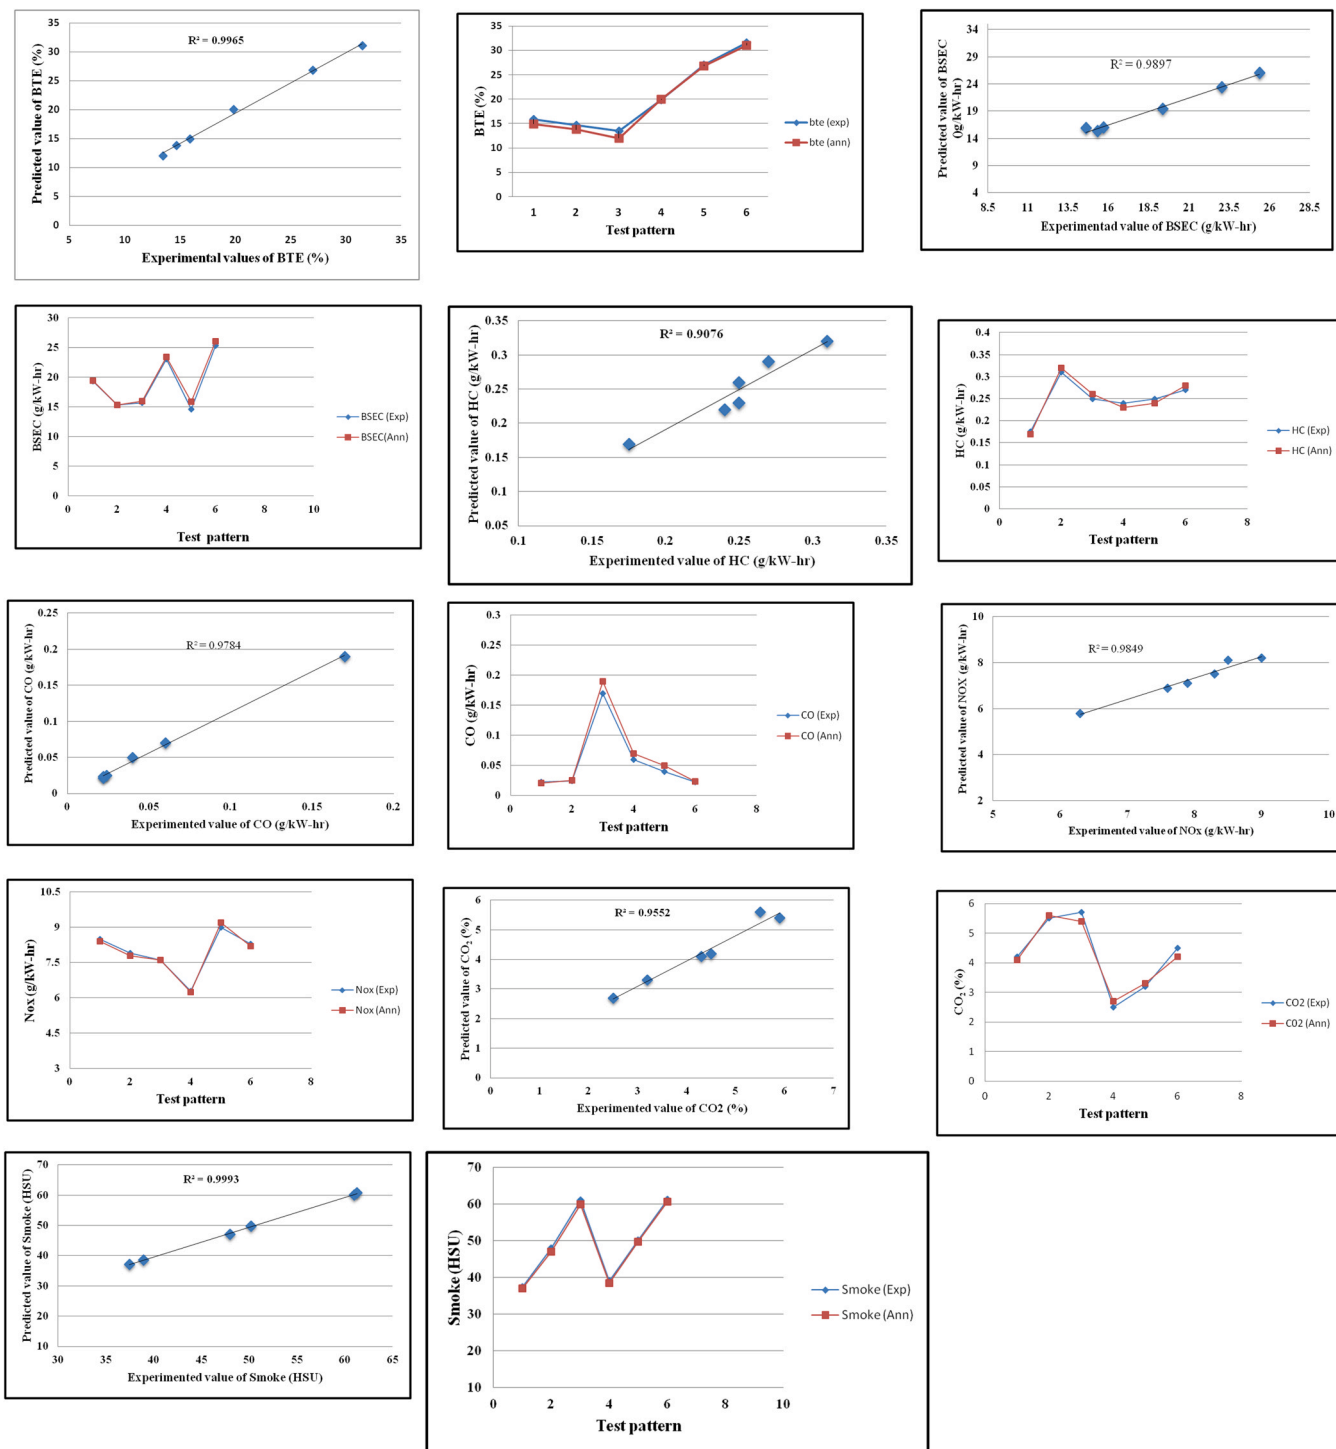 35
30
25
20
15
10
5
0
R² = 0.9965
Predicted value of BTE (%)
5 10 15 20 25 30 35
Experimental values of BTE (%)
35
30
25
20
15
10
5
0
BTE (%)
bte (exp)
bte (ann)
1 2 3 4 5 6
Test pattern
34
29
24
19
14
9
4
R² = 0.9897
Predicted value of BSEC
0g/kW-hr)
8.5 11 13.5 16 18.5 21 23.5 26 28.5
Experimentad value of BSEC (g/kW-hr)
30
25
20
15
10
5
0
BSEC (g/kW-hr)
BSEC (Exp)
BSEC(Ann)
0 2 4 6 8 10
Test pattern
0.35
0.3
0.25
0.2
0.15
0.1
0.05
R² = 0.9076
Predicted value of HC (g/kW-hr)
0.1 0.15 0.2 0.25 0.3 0.35
Experimented value of HC (g/kW-hr)
0.4
0.35
0.3
0.25
0.2
0.15
0.1
0.05
0
HC (g/kW-hr)
HC (Exp)
HC (Ann)
0 2 4 6 8
Test pattern
0.25
0.2
0.15
0.1
0.05
0
R² = 0.9784
Predicted value of CO (g/kW-hr)
0 0.05 0.1 0.15 0.2
Experimented value of CO (g/kW-hr)
0.3
0.25
0.2
0.15
0.1
0.05
0
CO (g/kW-hr)
CO (Exp)
CO (Ann)
0 2 4 6 8
Test pattern
10
8
6
4
2
R² = 0.9849
Predicted value of NOX (g/kW-hr)
5 6 7 8 9 10
Experimented value of NOx (g/kW-hr)
10.5
9
7.5
6
4.5
3
Nox (g/kW-hr)
Nox (Exp)
Nox (Ann)
0 2 4 6 8
Test pattern
6
5
4
3
2
1
0
R² = 0.9552
Predicted value of CO₂ (%)
0 1 2 3 4 5 6 7
Experimented value of CO2 (%)
6
5
4
3
2
1
0
CO₂ (%)
CO2 (Exp)
C02 (Ann)
0 2 4 6 8
Test pattern
70
60
50
40
30
20
10
R² = 0.9993
Predicted value of Smoke (HSU)
30 35 40 45 50 55 60 65
Experimented value of Smoke (HSU)
70
60
50
40
30
20
10
Smoke (HSU)
Smoke (Exp)
Smoke (Ann)
0 2 4 6 8 10
Test pattern